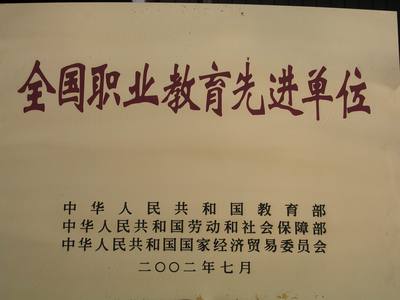 全国职业教育先进单位
中华人民共和国教育部
中华人民共和国劳动和社会保障部
中华人民共和国国家经济贸易委员会
二〇〇二年七月